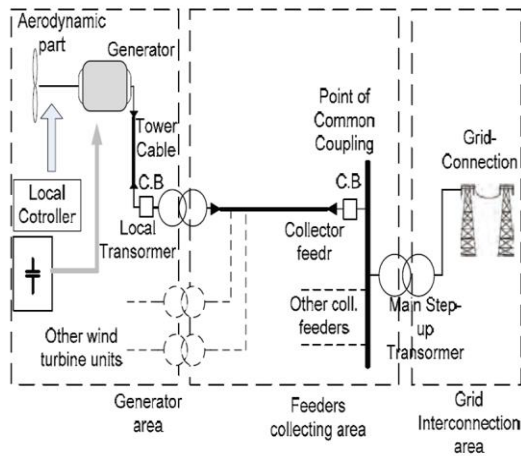 Aerodynamic
part
Generator
Tower
Cable
C.B
Local
Cotroller
Local
Transormer
Other wind
turbine units
Generator
area
Point of
Common
Coupling
C.B
Collector
feedr
Other coll.
feeders
Feeders
collecting area
Grid-
Connection
Main Step-
up
Transormer
Grid
Interconnection
area